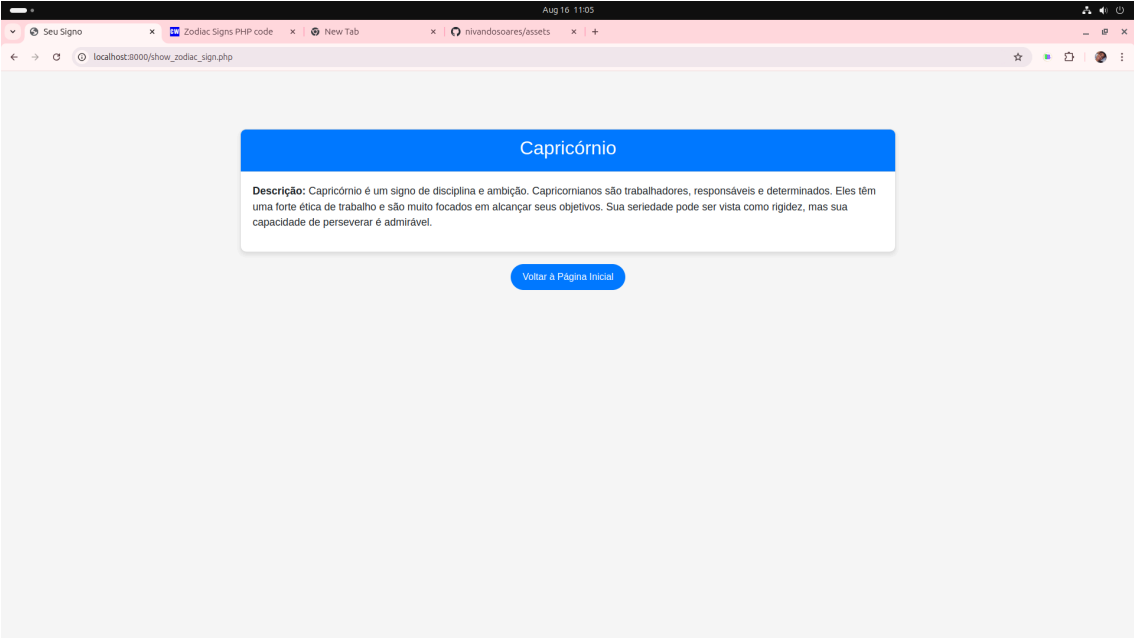 Aug 16 11:05
Seu Signo
Zodiac Signs PHP code
New Tab
nivandosoares/assets
localhost:8000/show_zodiac_sign.php
Capricórnio
Descrição: Capricórnio é um signo de disciplina e ambição. Capricornianos são trabalhadores, responsáveis e determinados. Eles têm
uma forte ética de trabalho e são muito focados em alcançar seus objetivos. Sua seriedade pode ser vista como rigidez, mas sua
capacidade de perseverar é admirável.
Voltar à Página Inicial